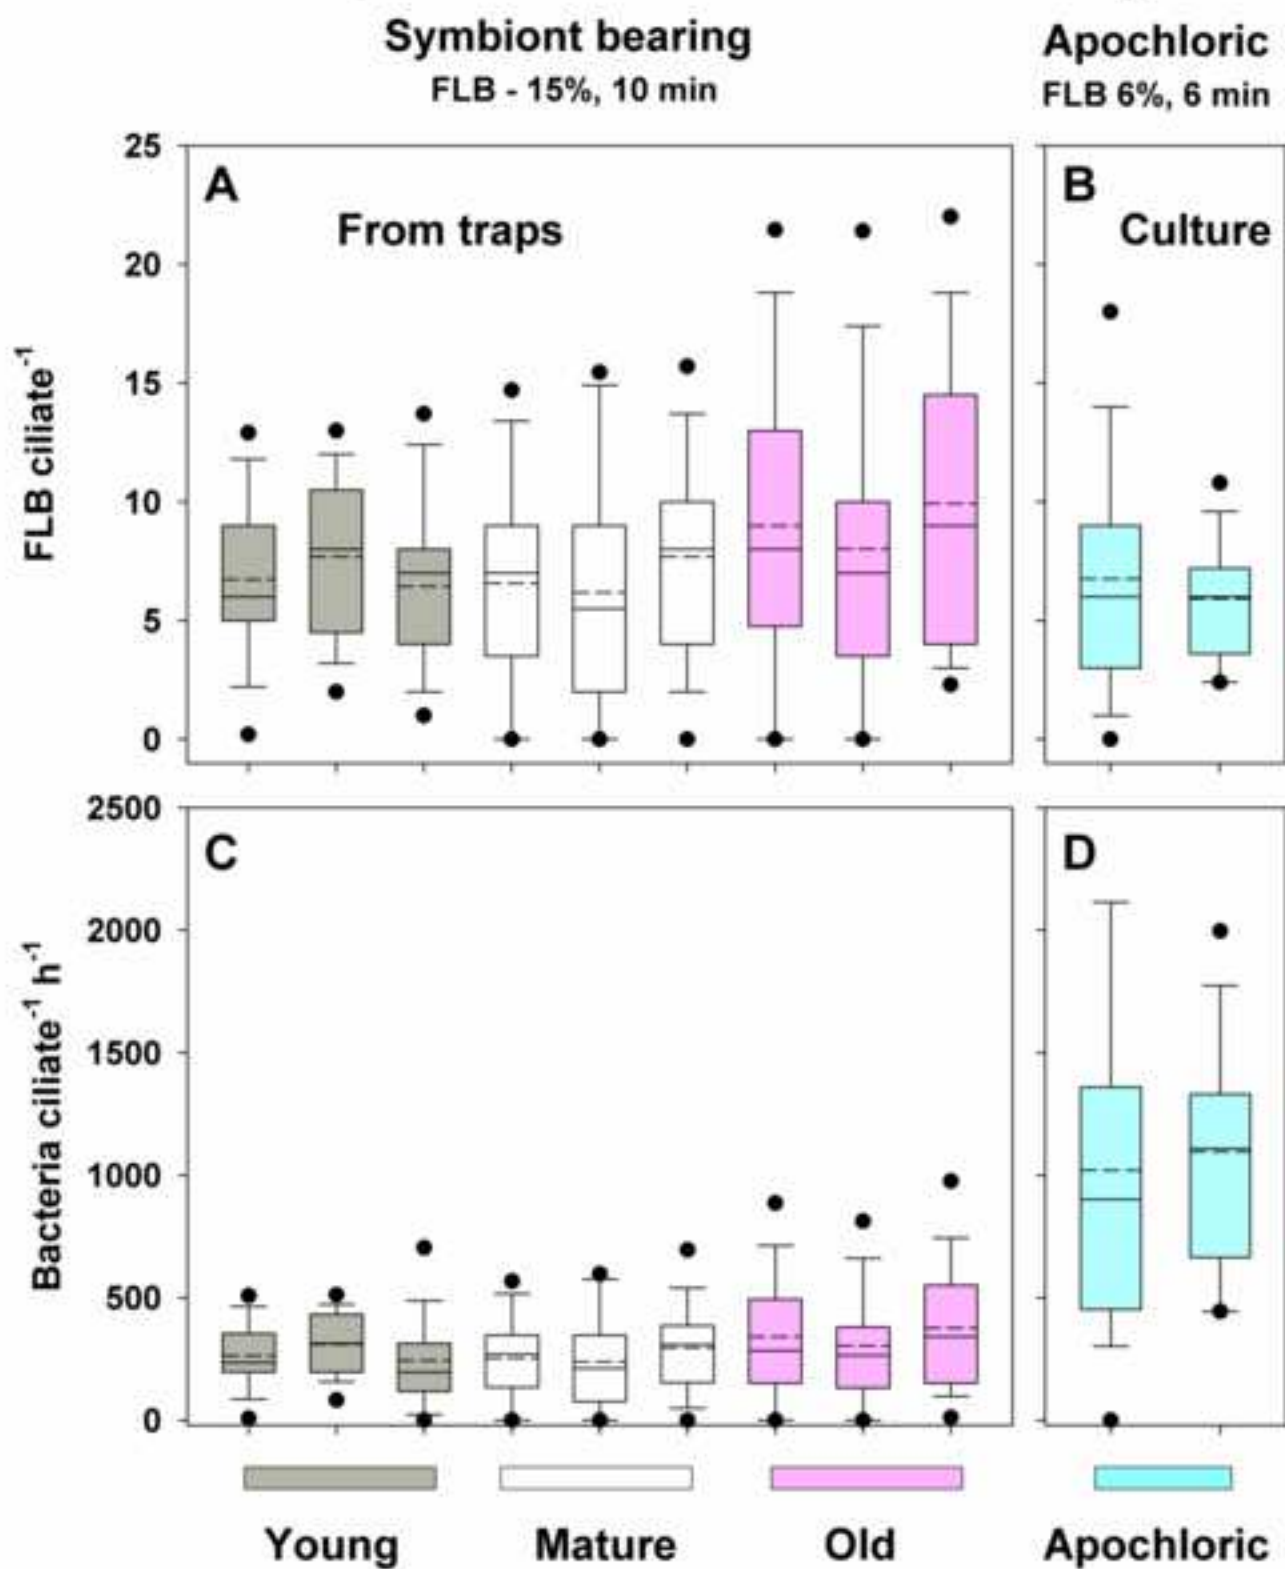 Symbiont bearing
FLB - 15%, 10 min
Apochloric
FLB 6%, 6 min
FLB ciliate⁻¹
25
20
15
10
5
0
A
From traps
B
Culture
Bacteria ciliate⁻¹ h⁻¹
2500
2000
1500
1000
500
0
C
D
Young
Mature
Old
Apochloric